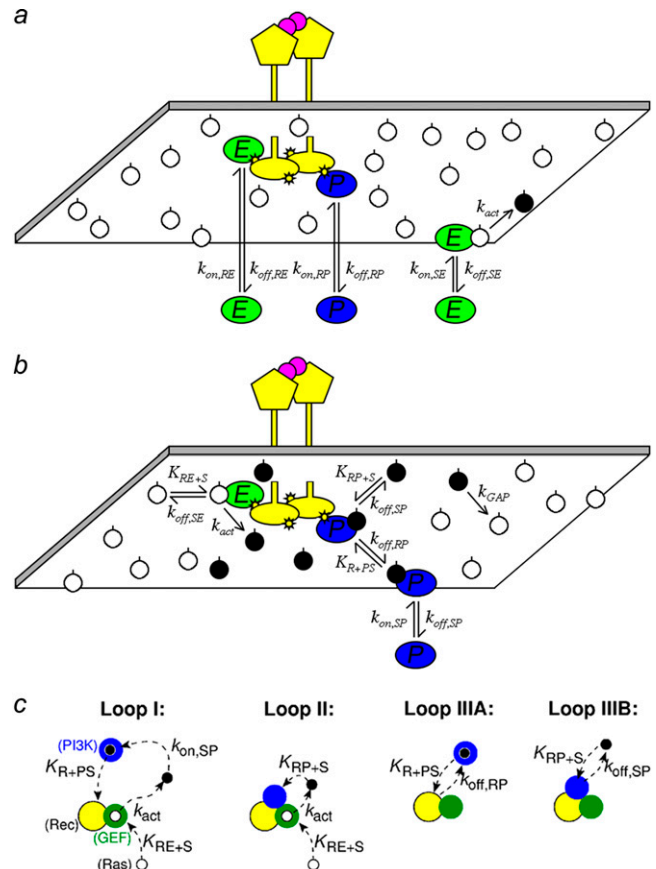 a
E
P
E
k_act
k_on,RE k_off,RE k_on,RP k_off,RP k_on,SE k_off,SE
E P E
b
K_RE+S
k_off,SE
E
k_act
K_RP+S
k_off,SP
P
k_off,RP
K_R+PS
k_GAP
P
k_on,SP k_off,SP
P
c
Loop I: Loop II: Loop IIIA: Loop IIIB:
(PI3K)
k_on,SP
K_R+PS
k_act
(Rec)
(GEF)
K_RE+S
(Ras)
K_RP+S
k_act
K_RE+S
K_R+PS
k_off,RP
K_RP+S
k_off,SP